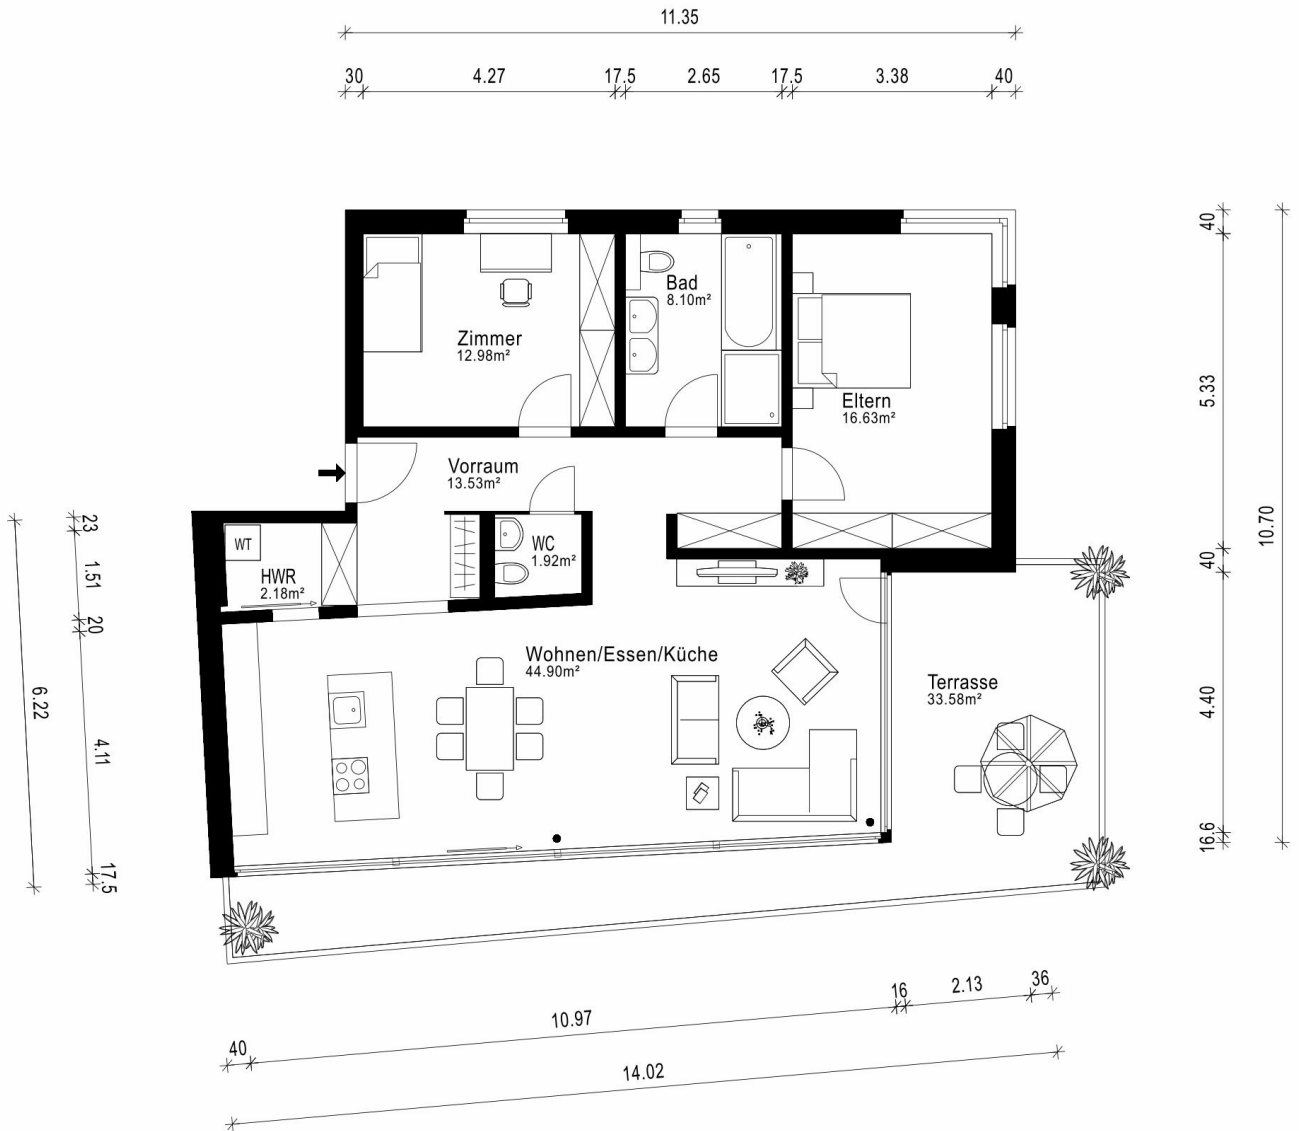 11.35
30 4.27 17.5 2.65 17.5 3.38 40
40
5.33
40
4.40
16.6
10.70
Bad
8.10m²
Zimmer
12.98m²
Eltern
16.63m²
Vorraum
13.53m²
WT
HWR
2.18m²
WC
1.92m²
Wohnen/Essen/Küche
44.90m²
Terrasse
33.58m²
23
1.51
20
4.11
17.5
6.22
40 10.97 16 2.13 36
14.02